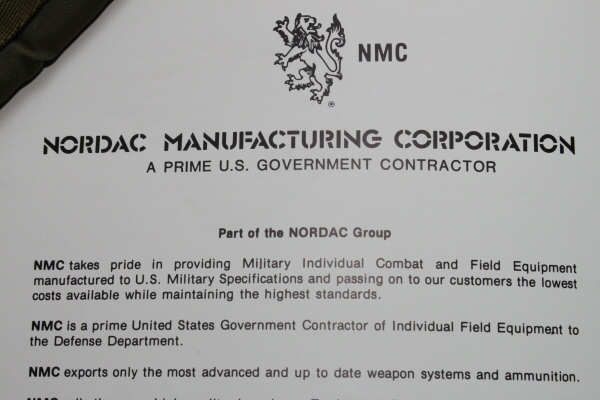 NMC
®
NORDAC MANUFACTURING CORPORATION
A PRIME U.S. GOVERNMENT CONTRACTOR
Part of the NORDAC Group
NMC takes pride in providing Military Individual Combat and Field Equipment
manufactured to U.S. Military Specifications and passing on to our customers the lowest
costs available while maintaining the highest standards.
NMC is a prime United States Government Contractor of Individual Field Equipment to
the Defense Department.
NMC exports only the most advanced and up to date weapon systems and ammunition.